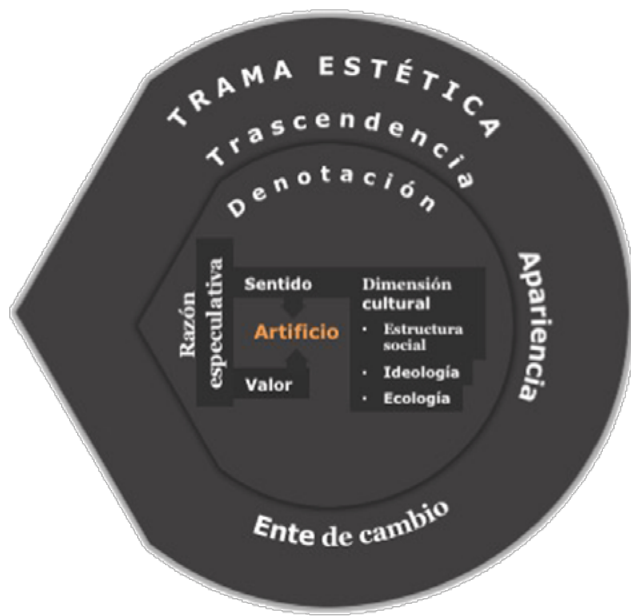 TRAMA ESTÉTICA
Trascendencia
Denotación
Razón
especulativa
Sentido
Artificio
Valor
Dimensión
cultural
• Estructura
social
• Ideología
• Ecología
Apariencia
Ente de cambio